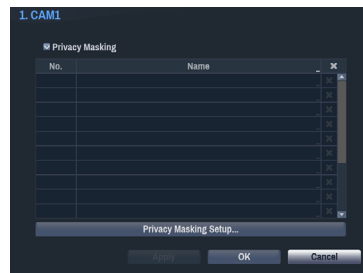 1. CAM1
Privacy Masking
No. Name
Privacy Masking Setup...
Apply OK Cancel